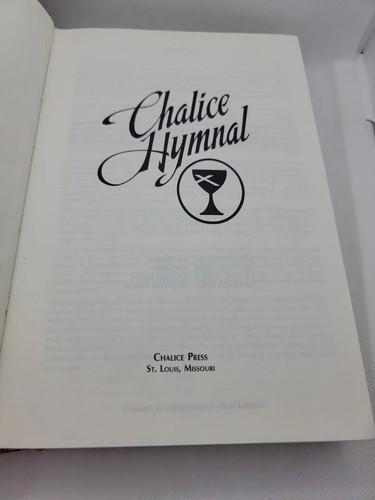 Chalice
Hymnal
CHALICE PRESS
ST. LOUIS, MISSOURI